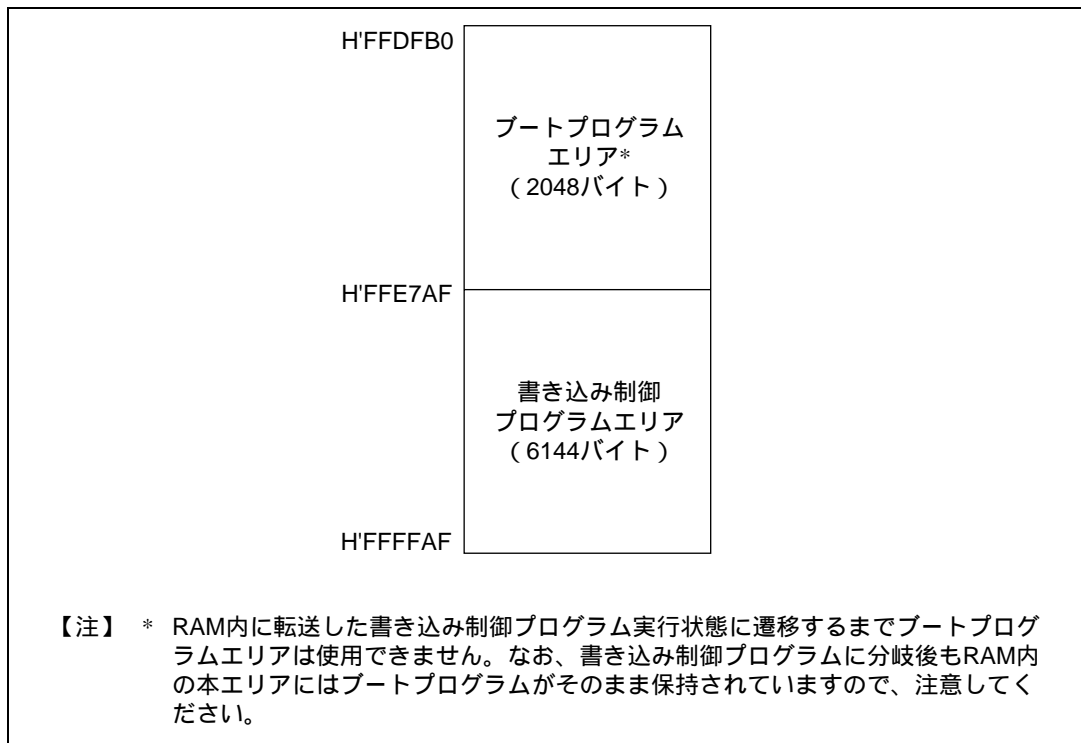 H'FFDFB0
ブートプログラム
エリア*
（2048バイト）
H'FFE7AF
書き込み制御
プログラムエリア
（6144バイト）
H'FFFFAF
【注】 * RAM内に転送した書き込み制御プログラム実行状態に遷移するまでブートプログ
ラムエリアは使用できません。なお、書き込み制御プログラムに分岐後もRAM内
の本エリアにはブートプログラムがそのまま保持されていますので、注意してく
ださい。